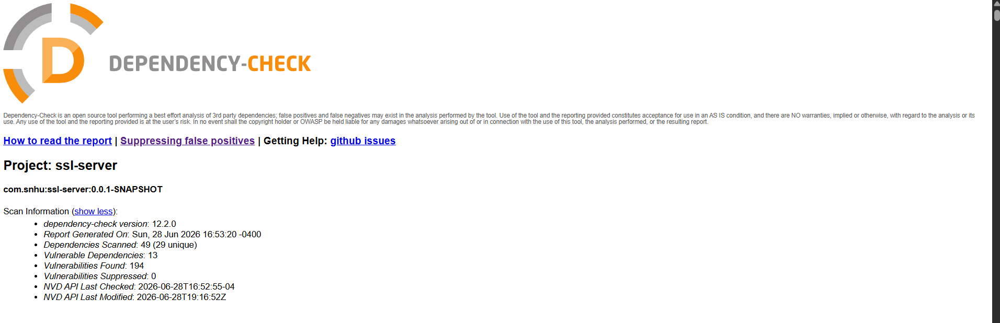 D
DEPENDENCY-CHECK
Dependency-Check is an open source tool performing a best effort analysis of 3rd party dependencies; false positives and false negatives may exist in the analysis performed by the tool. Use of the tool and the reporting provided constitutes acceptance for use in an AS IS condition, and there are NO warranties, implied or otherwise, with regard to the analysis or its
use. Any use of the tool and the reporting provided is at the user’s risk. In no event shall the copyright holder or OWASP be held liable for any damages whatsoever arising out of or in connection with the use of this tool, the analysis performed, or the resulting report.
How to read the report | Suppressing false positives | Getting Help: github issues
Project: ssl-server
com.snhu:ssl-server:0.0.1-SNAPSHOT
Scan Information (show less):
• dependency-check version: 12.2.0
• Report Generated On: Sun, 28 Jun 2026 16:53:20 -0400
• Dependencies Scanned: 49 (29 unique)
• Vulnerable Dependencies: 13
• Vulnerabilities Found: 194
• Vulnerabilities Suppressed: 0
• NVD API Last Checked: 2026-06-28T16:52:55-04
• NVD API Last Modified: 2026-06-28T19:16:52Z